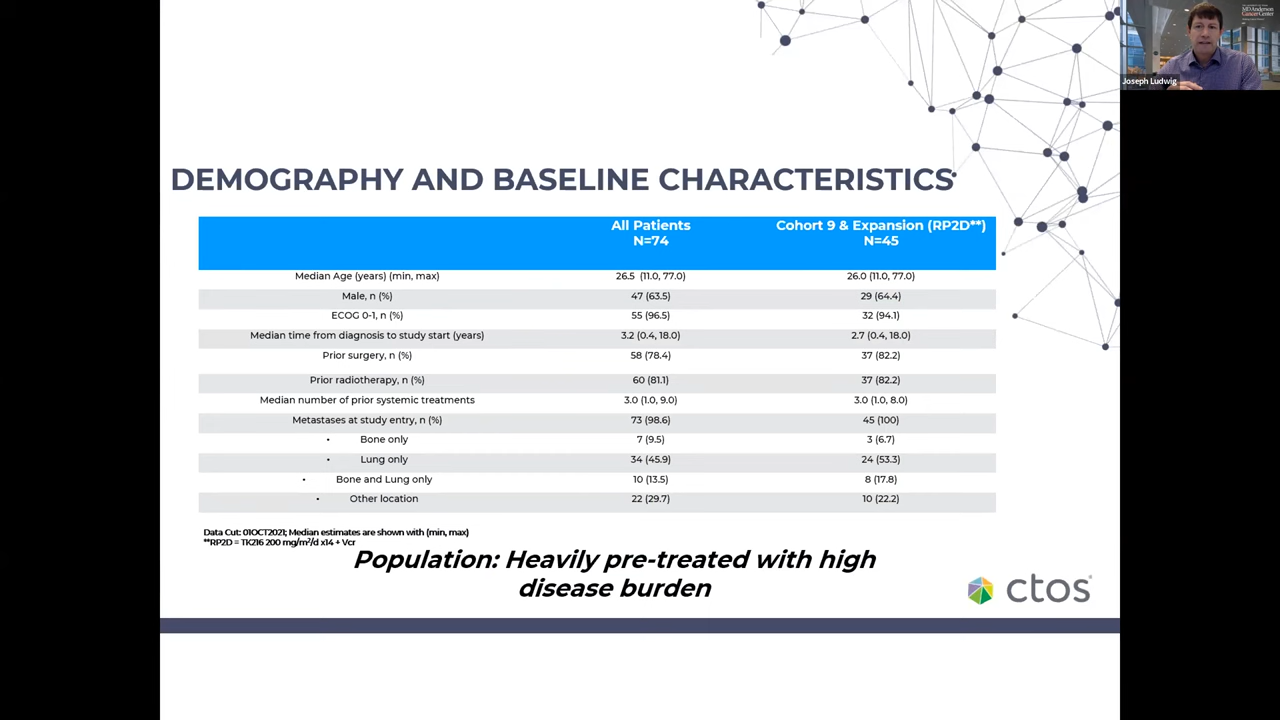 MD Anderson
Cancer Center
Joseph Ludwig
DEMOGRAPHY AND BASELINE CHARACTERISTICS
All Patients Cohort 9 & Expansion (RP2D**)
N=74 N=45
Median Age (years) (min, max) 26.5 (11.0, 77.0) 26.0 (11.0, 77.0)
Male, n (%) 47 (63.5) 29 (64.4)
ECOG 0-1, n (%) 55 (96.5) 32 (94.1)
Median time from diagnosis to study start (years) 3.2 (0.4, 18.0) 2.7 (0.4, 18.0)
Prior surgery, n (%) 58 (78.4) 37 (82.2)
Prior radiotherapy, n (%) 60 (81.1) 37 (82.2)
Median number of prior systemic treatments 3.0 (1.0, 9.0) 3.0 (1.0, 8.0)
Metastases at study entry, n (%) 73 (98.6) 45 (100)
• Bone only 7 (9.5) 3 (6.7)
• Lung only 34 (45.9) 24 (53.3)
• Bone and Lung only 10 (13.5) 8 (17.8)
• Other location 22 (29.7) 10 (22.2)
Data Cut: 01OCT2021; Median estimates are shown with (min, max)
**RP2D = TK216 200 mg/m²/d x14 + Vcr
Population: Heavily pre-treated with high
disease burden
ctos